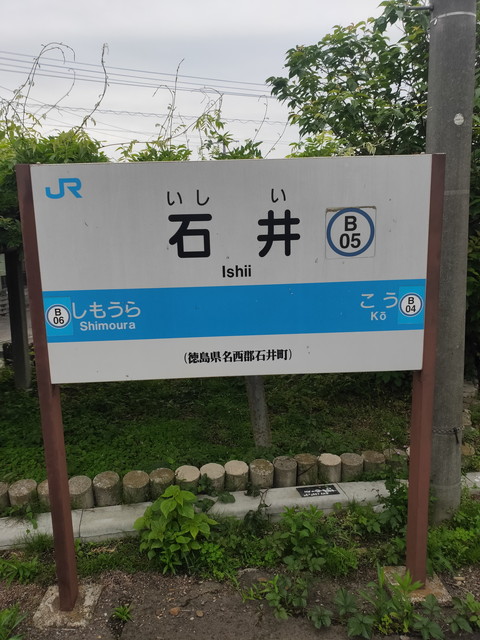 JR
いし い
石 井
B
05
Ishii
B
06
しもうら
Shimoura
こう
Kō
B
04
(徳島県名西郡石井町)